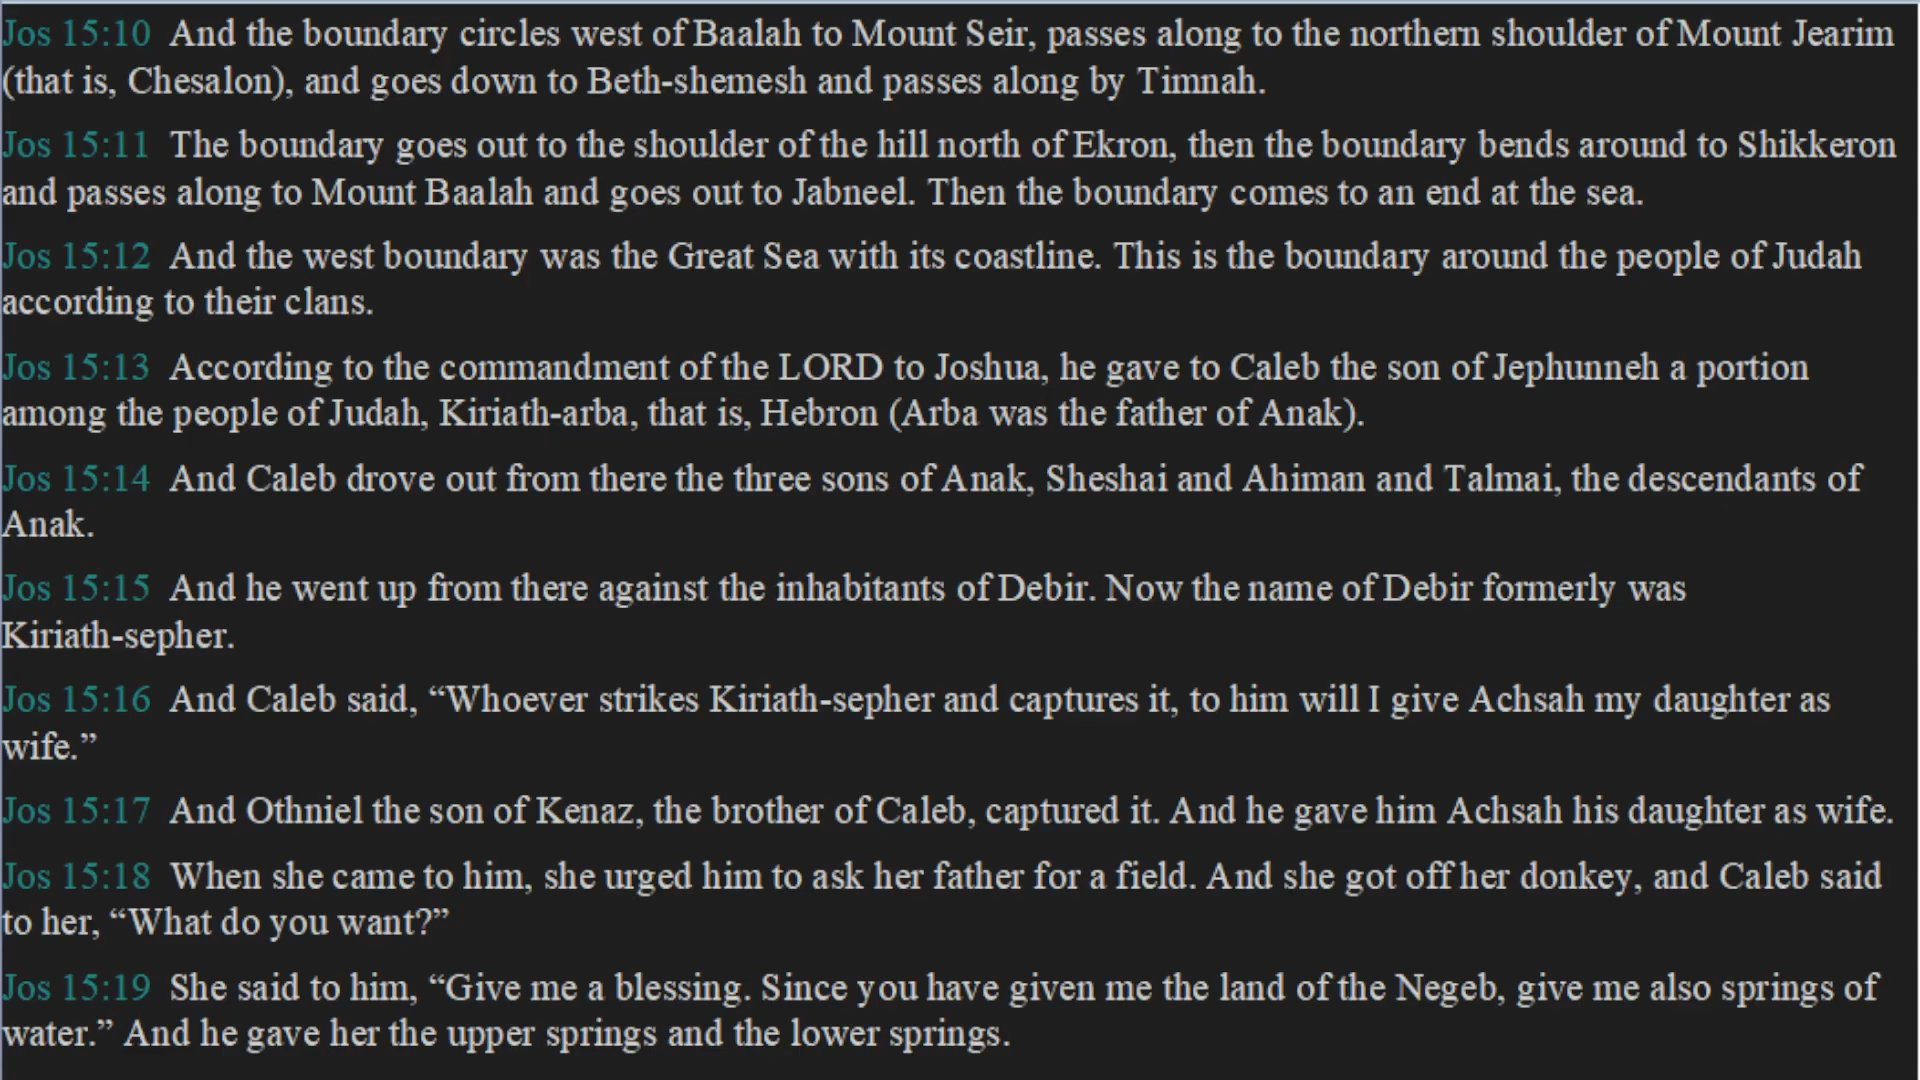 Jos 15:10 And the boundary circles west of Baalah to Mount Seir, passes along to the northern shoulder of Mount Jearim
(that is, Chesalon), and goes down to Beth-shemesh and passes along by Timnah.
Jos 15:11 The boundary goes out to the shoulder of the hill north of Ekron, then the boundary bends around to Shikkeron
and passes along to Mount Baalah and goes out to Jabneel. Then the boundary comes to an end at the sea.
Jos 15:12 And the west boundary was the Great Sea with its coastline. This is the boundary around the people of Judah
according to their clans.
Jos 15:13 According to the commandment of the LORD to Joshua, he gave to Caleb the son of Jephunneh a portion
among the people of Judah, Kiriath-arba, that is, Hebron (Arba was the father of Anak).
Jos 15:14 And Caleb drove out from there the three sons of Anak, Sheshai and Ahiman and Talmai, the descendants of
Anak.
Jos 15:15 And he went up from there against the inhabitants of Debir. Now the name of Debir formerly was
Kiriath-sepher.
Jos 15:16 And Caleb said, “Whoever strikes Kiriath-sepher and captures it, to him will I give Achsah my daughter as
wife.”
Jos 15:17 And Othniel the son of Kenaz, the brother of Caleb, captured it. And he gave him Achsah his daughter as wife.
Jos 15:18 When she came to him, she urged him to ask her father for a field. And she got off her donkey, and Caleb said
to her, “What do you want?”
Jos 15:19 She said to him, “Give me a blessing. Since you have given me the land of the Negeb, give me also springs of
water.” And he gave her the upper springs and the lower springs.